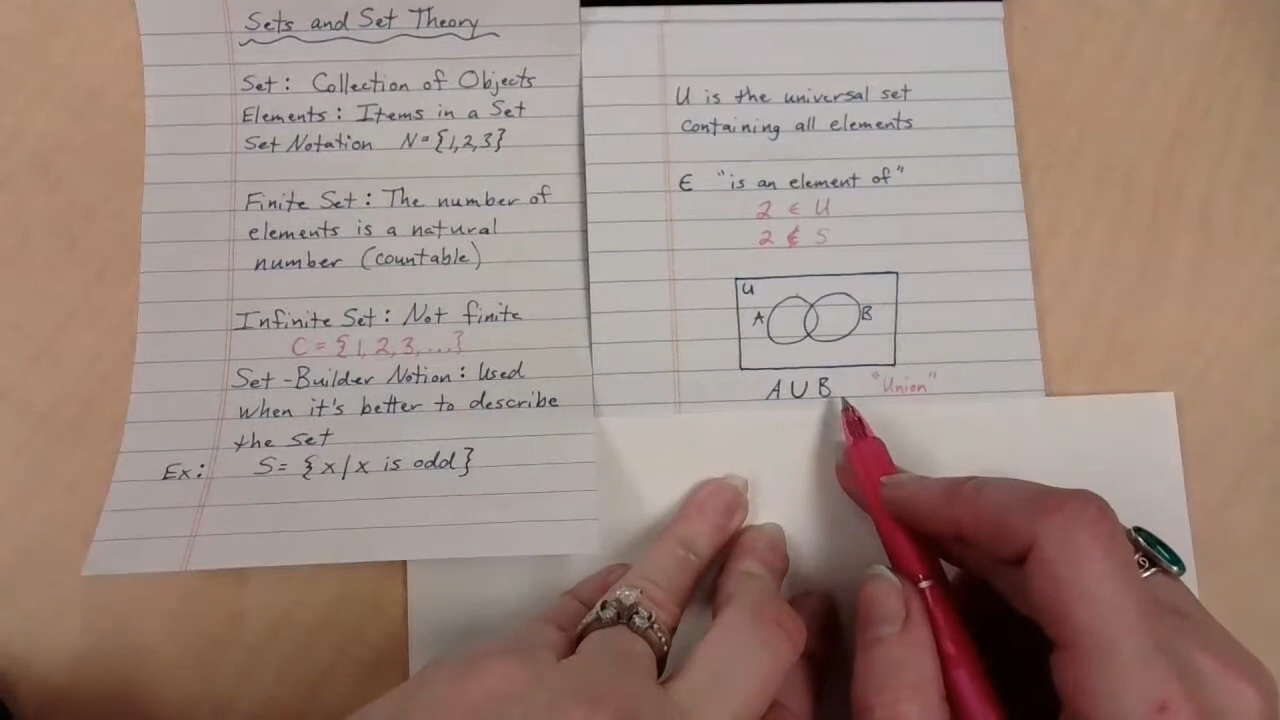 Sets and Set Theory
Set: Collection of Objects
Elements: Items in a Set
Set Notation N={1,2,3}
Finite Set: The number of
elements is a natural
number (countable)
Infinite Set: Not finite
C = {1, 2, 3, ...}
Set-Builder Notion: Used
when it's better to describe
the set
Ex: S = {x/x is odd}
U is the universal set
containing all elements
∈ "is an element of"
2 ∈ U
2 ∉ S
U
A B
A ∪ B "Union"